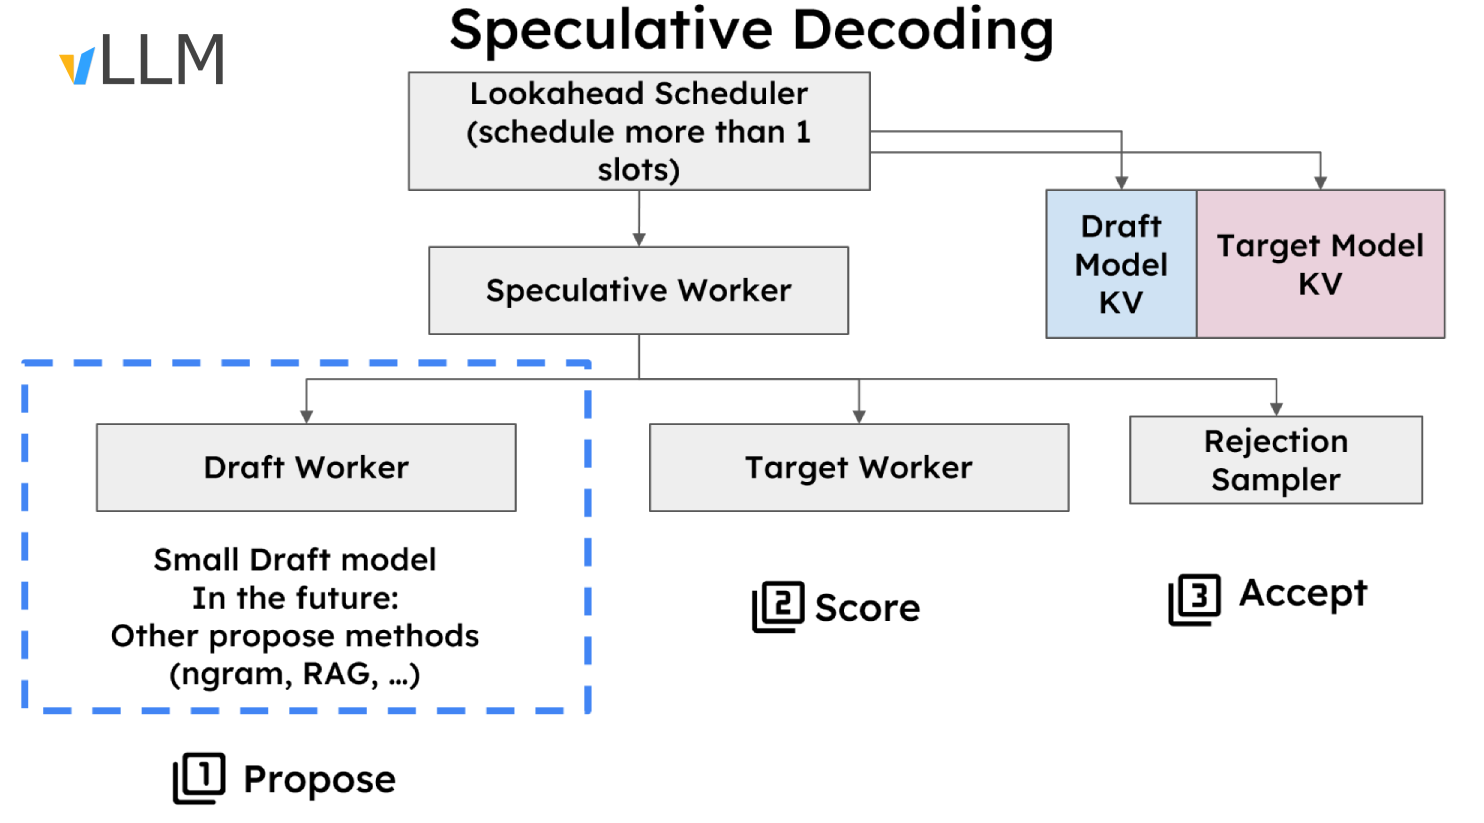 Speculative Decoding
vLLM
Lookahead Scheduler
(schedule more than 1
slots)
Draft
Model
KV
Target Model
KV
Speculative Worker
Draft Worker
Target Worker
Rejection
Sampler
Small Draft model
In the future:
Other propose methods
(ngram, RAG, ...)
2 Score
3 Accept
1 Propose